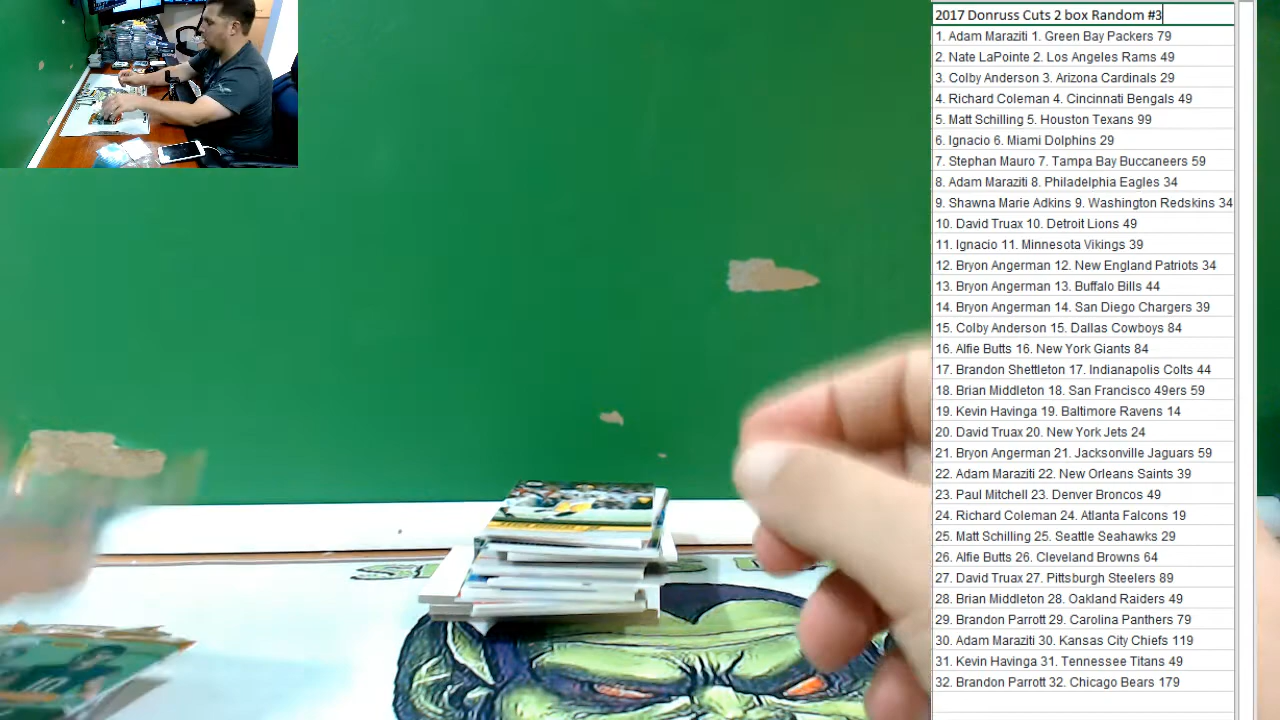 2017 Donruss Cuts 2 box Random #3
1. Adam Maraziti 1. Green Bay Packers 79
2. Nate LaPointe 2. Los Angeles Rams 49
3. Colby Anderson 3. Arizona Cardinals 29
4. Richard Coleman 4. Cincinnati Bengals 49
5. Matt Schilling 5. Houston Texans 99
6. Ignacio 6. Miami Dolphins 29
7. Stephan Mauro 7. Tampa Bay Buccaneers 59
8. Adam Maraziti 8. Philadelphia Eagles 34
9. Shawna Marie Adkins 9. Washington Redskins 34
10. David Truax 10. Detroit Lions 49
11. Ignacio 11. Minnesota Vikings 39
12. Bryon Angerman 12. New England Patriots 34
13. Bryon Angerman 13. Buffalo Bills 44
14. Bryon Angerman 14. San Diego Chargers 39
15. Colby Anderson 15. Dallas Cowboys 84
16. Alfie Butts 16. New York Giants 84
17. Brandon Shettleton 17. Indianapolis Colts 44
18. Brian Middleton 18. San Francisco 49ers 59
19. Kevin Havinga 19. Baltimore Ravens 14
20. David Truax 20. New York Jets 24
21. Bryon Angerman 21. Jacksonville Jaguars 59
22. Adam Maraziti 22. New Orleans Saints 39
23. Paul Mitchell 23. Denver Broncos 49
24. Richard Coleman 24. Atlanta Falcons 19
25. Matt Schilling 25. Seattle Seahawks 29
26. Alfie Butts 26. Cleveland Browns 64
27. David Truax 27. Pittsburgh Steelers 89
28. Brian Middleton 28. Oakland Raiders 49
29. Brandon Parrott 29. Carolina Panthers 79
30. Adam Maraziti 30. Kansas City Chiefs 119
31. Kevin Havinga 31. Tennessee Titans 49
32. Brandon Parrott 32. Chicago Bears 179